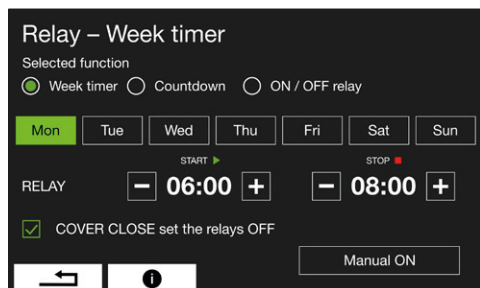 Relay – Week timer
Selected function
Week timer Countdown ON / OFF relay
Mon Tue Wed Thu Fri Sat Sun
START STOP
RELAY − 06:00 + − 08:00 +
COVER CLOSE set the relays OFF
Manual ON